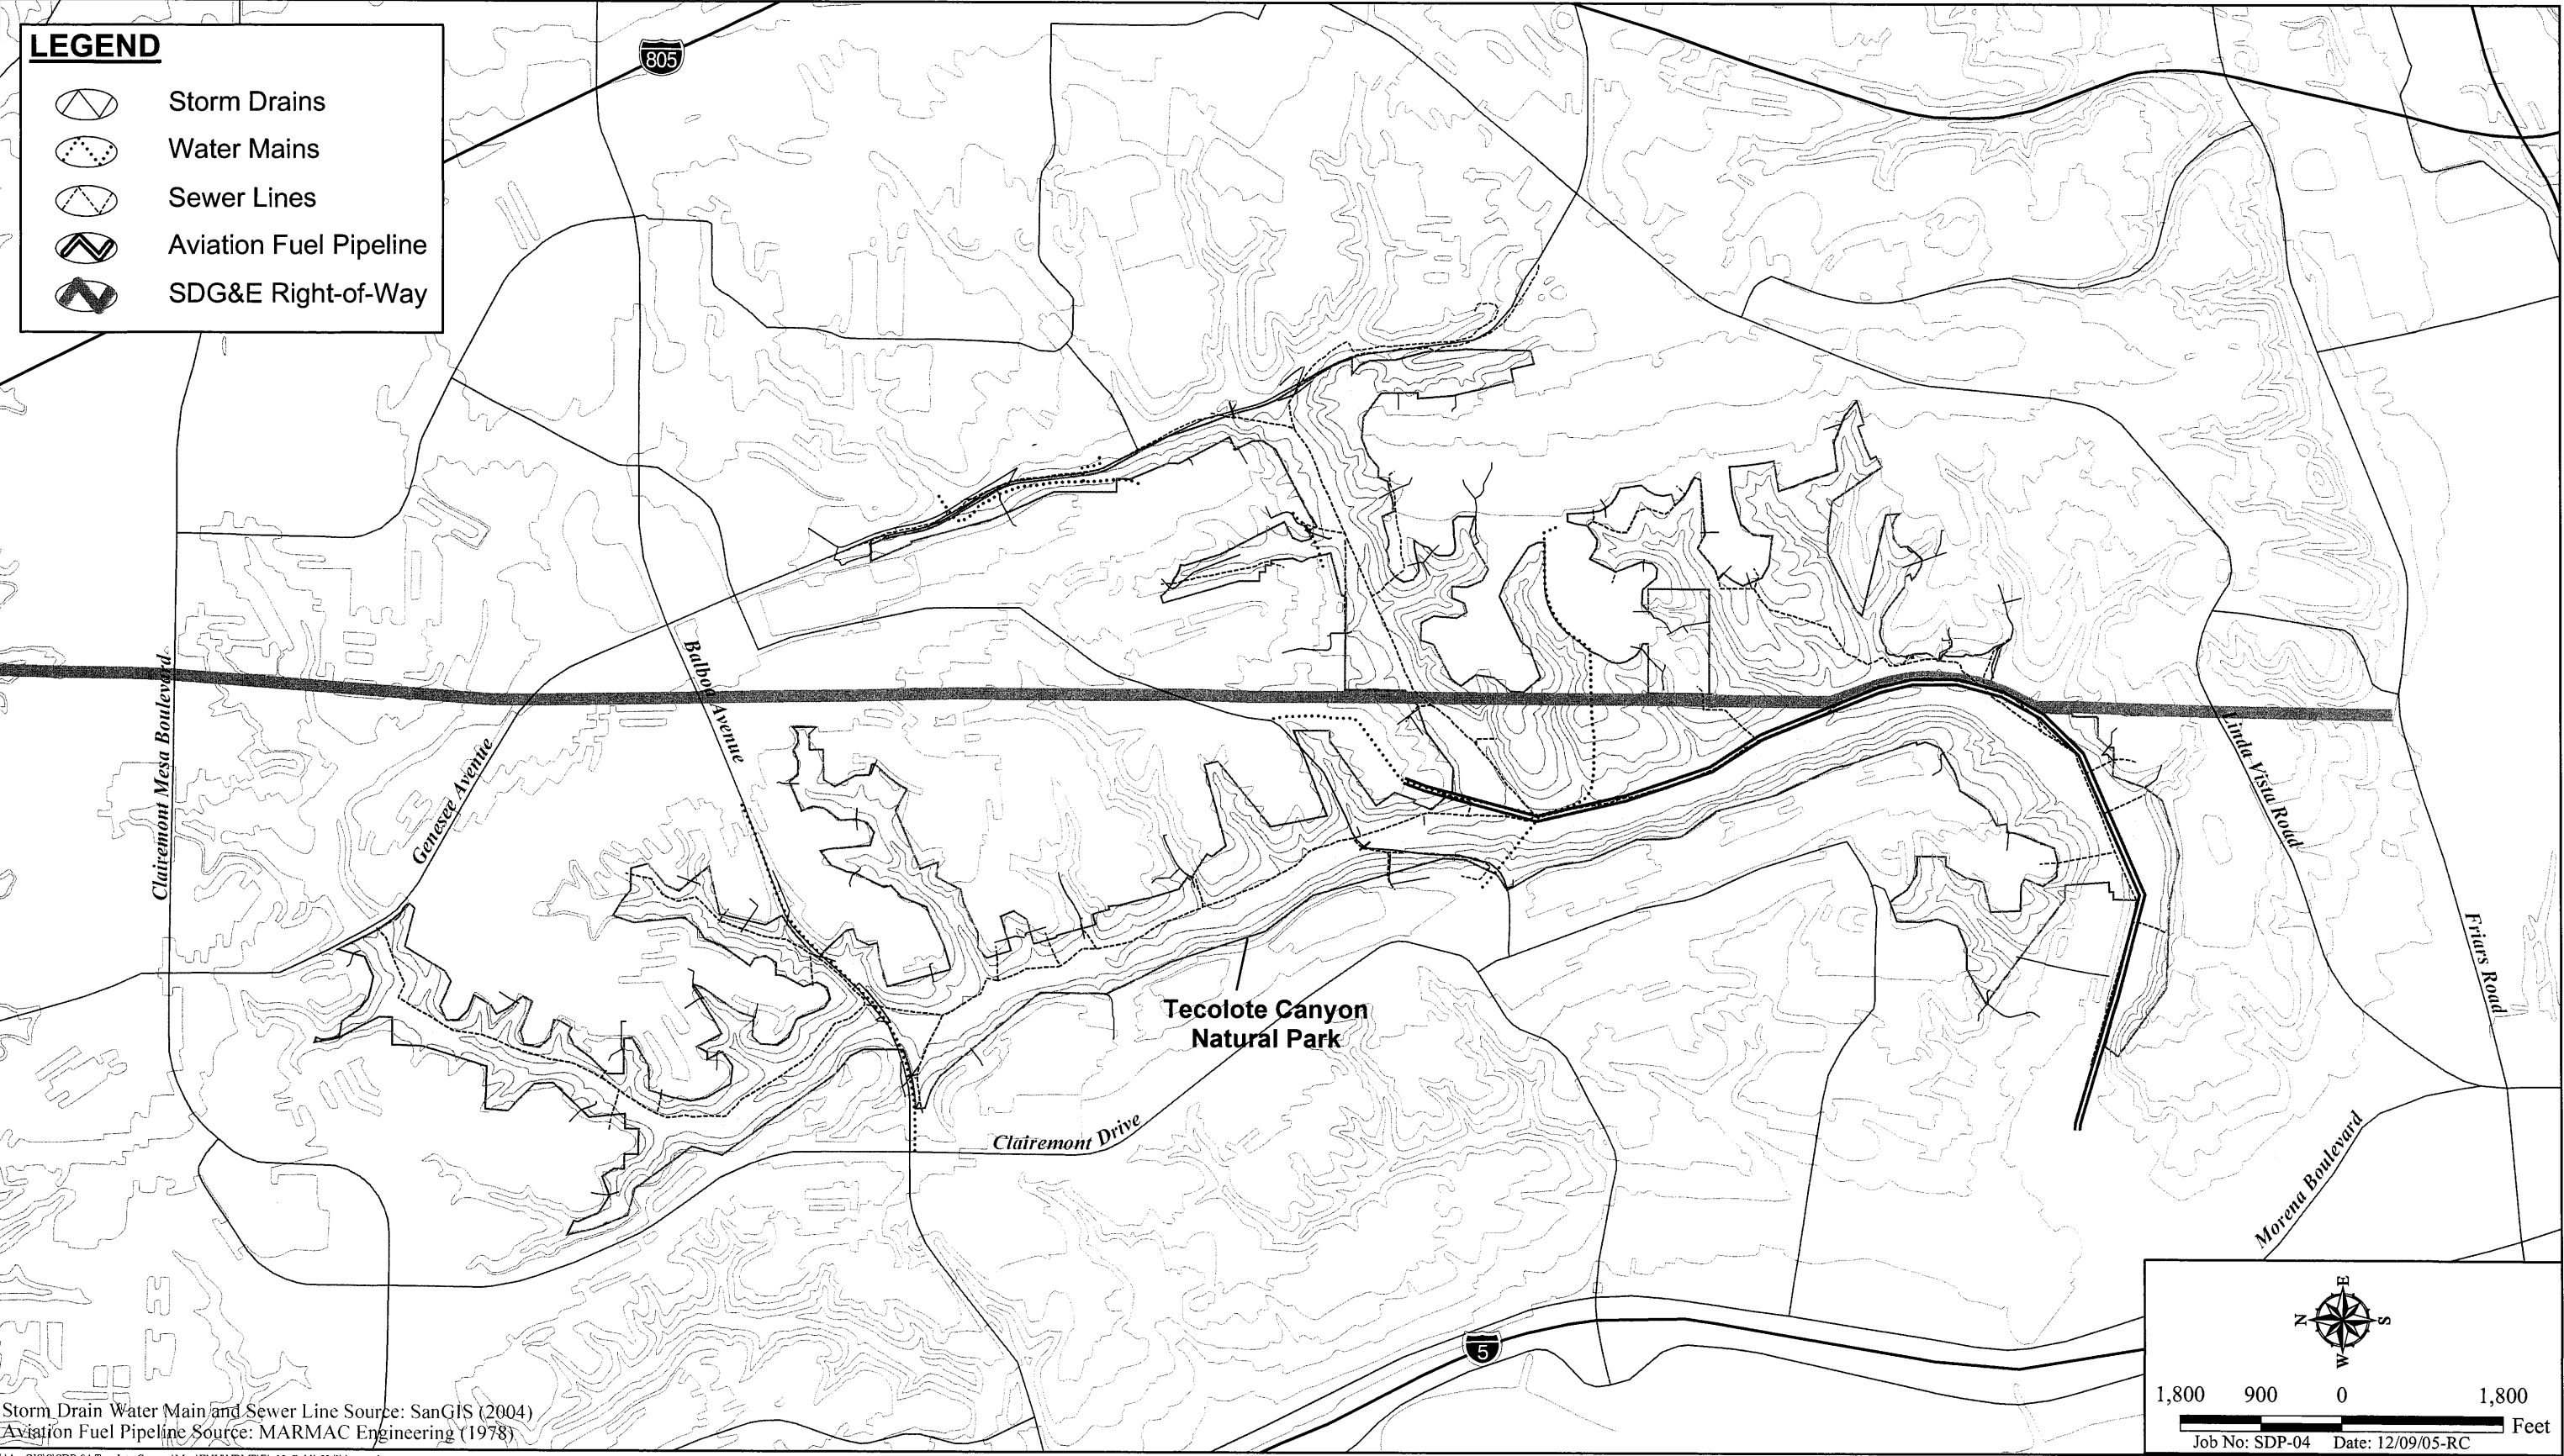 LEGEND
Storm Drains
Water Mains
Sewer Lines
Aviation Fuel Pipeline
SDG&E Right-of-Way
805
Clairemont Mesa Boulevard
Genesee Avenue
Balboa Avenue
Linda Vista Road
Friars Road
Tecolote Canyon
Natural Park
Clairemont Drive
Morena Boulevard
5
E
N
S
W
1,800 900 0 1,800
Feet
Job No: SDP-04 Date: 12/09/05-RC
Storm Drain Water Main and Sewer Line Source: SanGIS (2004)
Aviation Fuel Pipeline Source: MARMAC Engineering (1978)